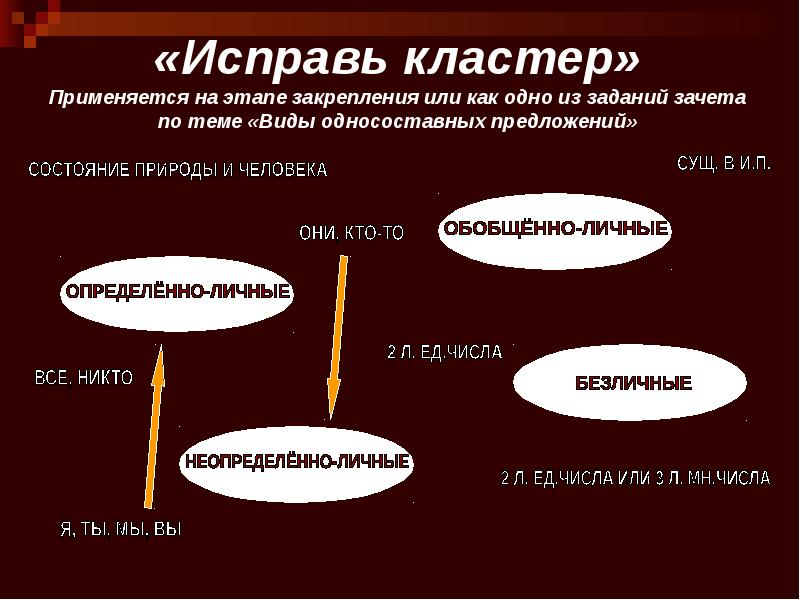 «Исправь кластер»
Применяется на этапе закрепления или как одно из заданий зачета
по теме «Виды односоставных предложений»
СОСТОЯНИЕ ПРИРОДЫ И ЧЕЛОВЕКА
СУЩ. В И.П.
ОНИ. КТО-ТО
ОБОБЩЁННО-ЛИЧНЫЕ
ОПРЕДЕЛЁННО-ЛИЧНЫЕ
2 Л. ЕД.ЧИСЛА
ВСЕ. НИКТО
БЕЗЛИЧНЫЕ
НЕОПРЕДЕЛЁННО-ЛИЧНЫЕ
2 Л. ЕД.ЧИСЛА ИЛИ 3 Л. МН.ЧИСЛА
Я, ТЫ. МЫ. ВЫ